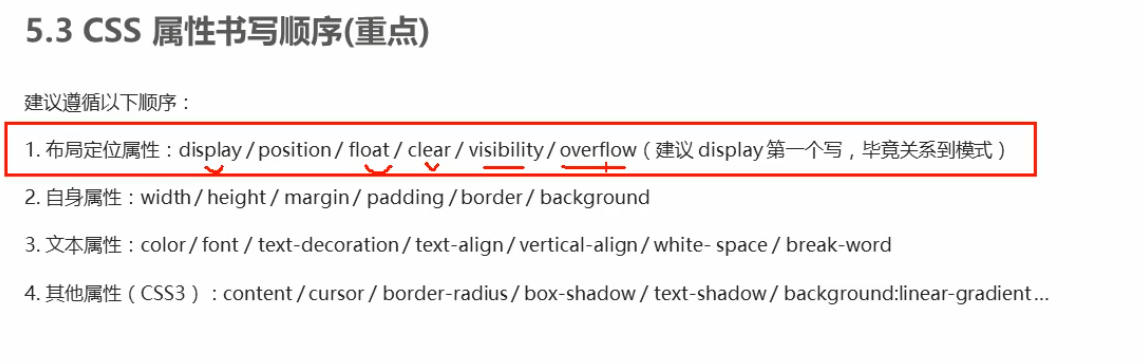 5.3 CSS 属性书写顺序(重点)
建议遵循以下顺序：
1. 布局定位属性：display / position / float / clear / visibility / overflow（建议 display 第一个写，毕竟关系到模式）
2. 自身属性：width / height / margin / padding / border / background
3. 文本属性：color / font / text-decoration / text-align / vertical-align / white- space / break-word
4. 其他属性（CSS3）：content / cursor / border-radius / box-shadow / text-shadow / background:linear-gradient…